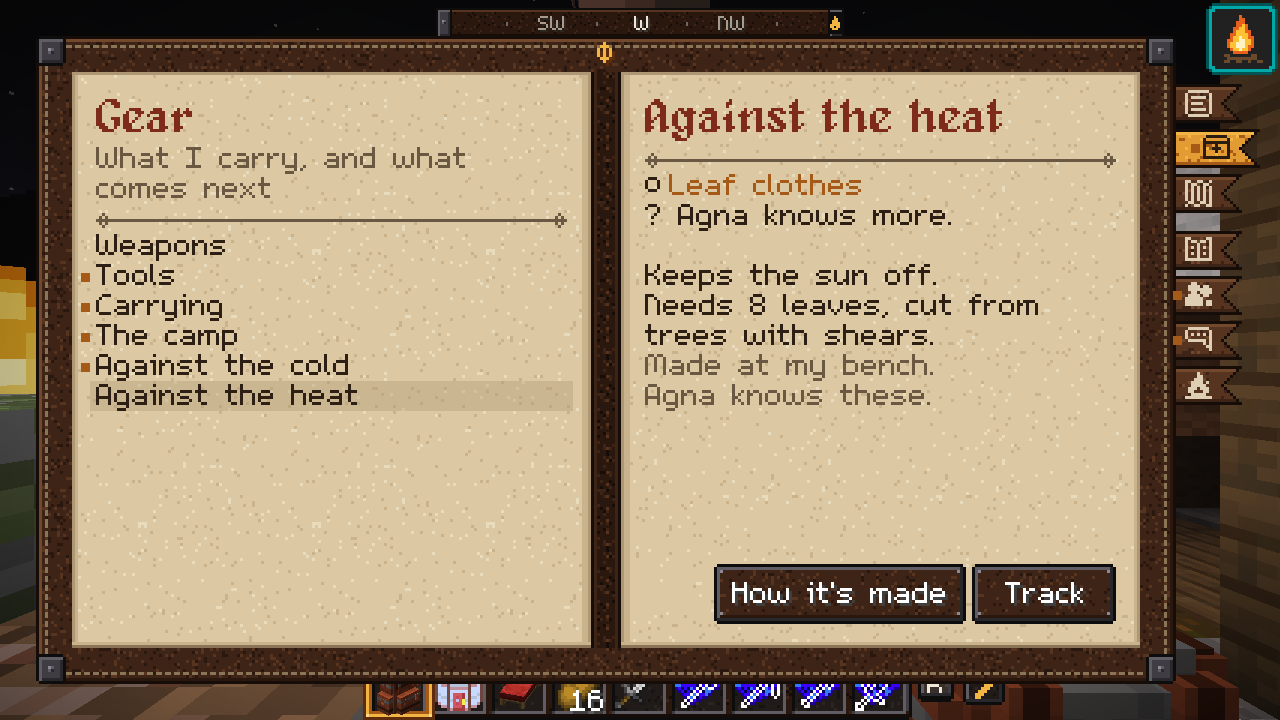 SW W NW
Gear
What I carry, and what
comes next
Weapons
Tools
Carrying
The camp
Against the cold
Against the heat
Against the heat
Leaf clothes
? Agna knows more.
Keeps the sun off.
Needs 8 leaves, cut from
trees with shears.
Made at my bench.
Agna knows these.
How it's made
Track
16